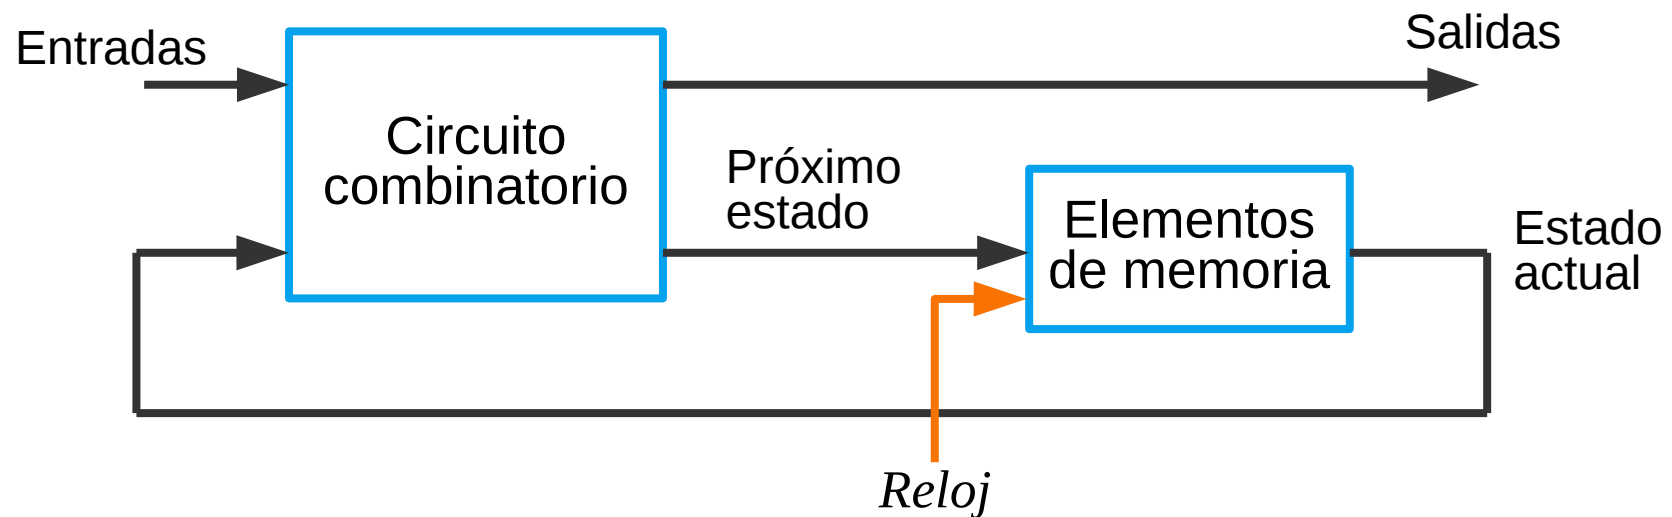 Entradas
Salidas
Circuito
combinatorio
Próximo
estado
Elementos
de memoria
Estado
actual
Reloj